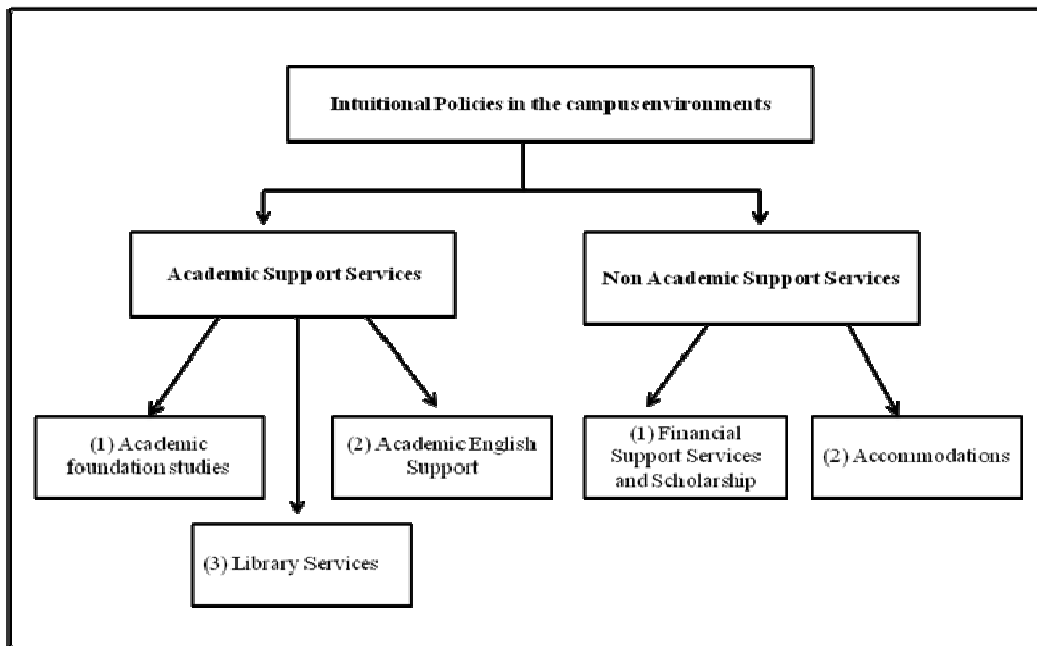 Intuitional Policies in the campus environments
Academic Support Services
Non Academic Support Services
(1) Academic
foundation studies
(2) Academic English
Support
(1) Financial
Support Services
and Scholarship
(2) Accommodations
(3) Library Services